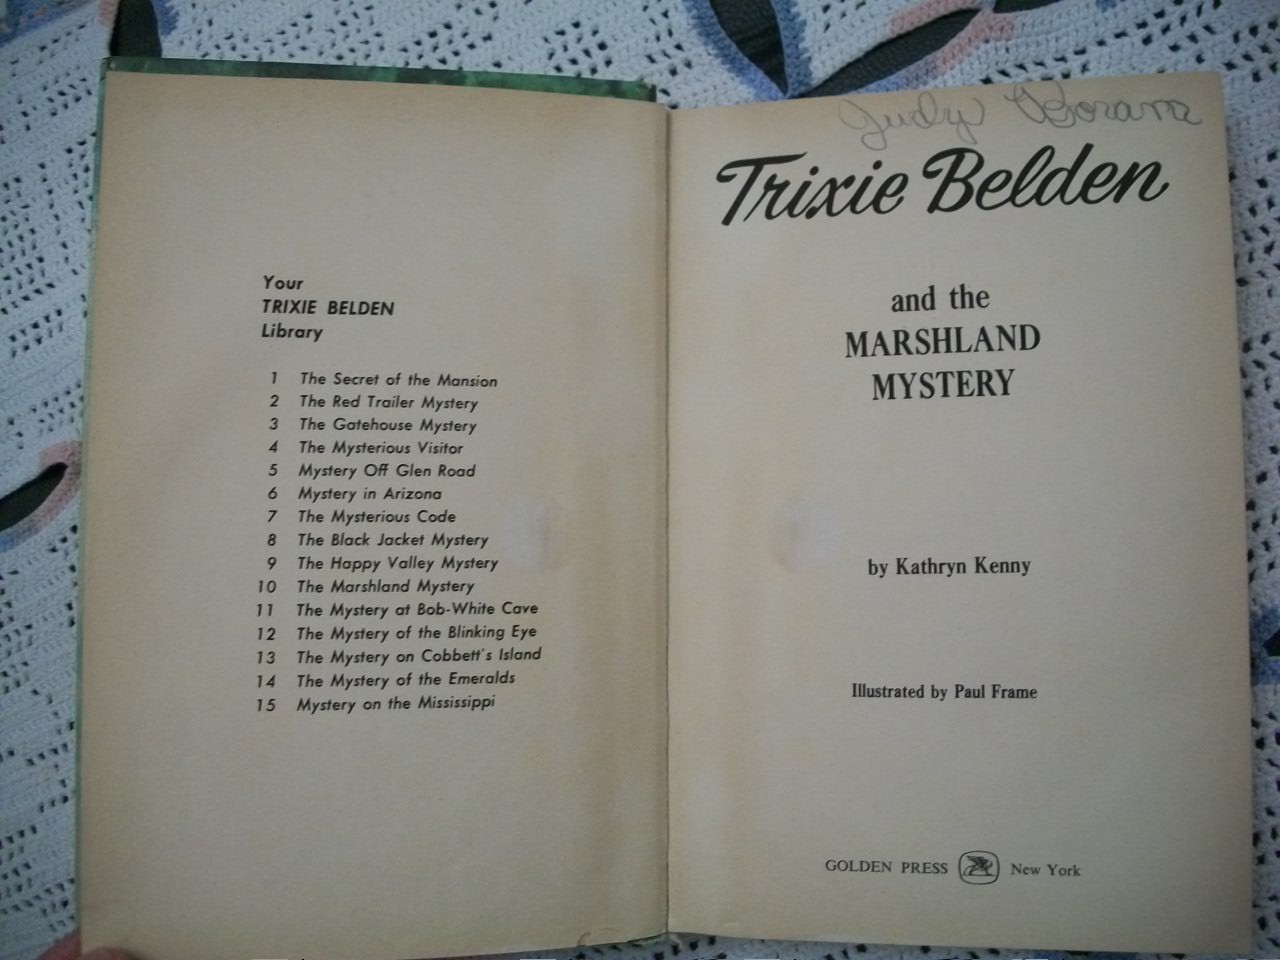 Your
TRIXIE BELDEN
Library
1 The Secret of the Mansion
2 The Red Trailer Mystery
3 The Gatehouse Mystery
4 The Mysterious Visitor
5 Mystery Off Glen Road
6 Mystery in Arizona
7 The Mysterious Code
8 The Black Jacket Mystery
9 The Happy Valley Mystery
10 The Marshland Mystery
11 The Mystery at Bob-White Cave
12 The Mystery of the Blinking Eye
13 The Mystery on Cobbett's Island
14 The Mystery of the Emeralds
15 Mystery on the Mississippi
Judy
Trixie Belden
and the
MARSHLAND
MYSTERY
by Kathryn Kenny
Illustrated by Paul Frame
GOLDEN PRESS New York